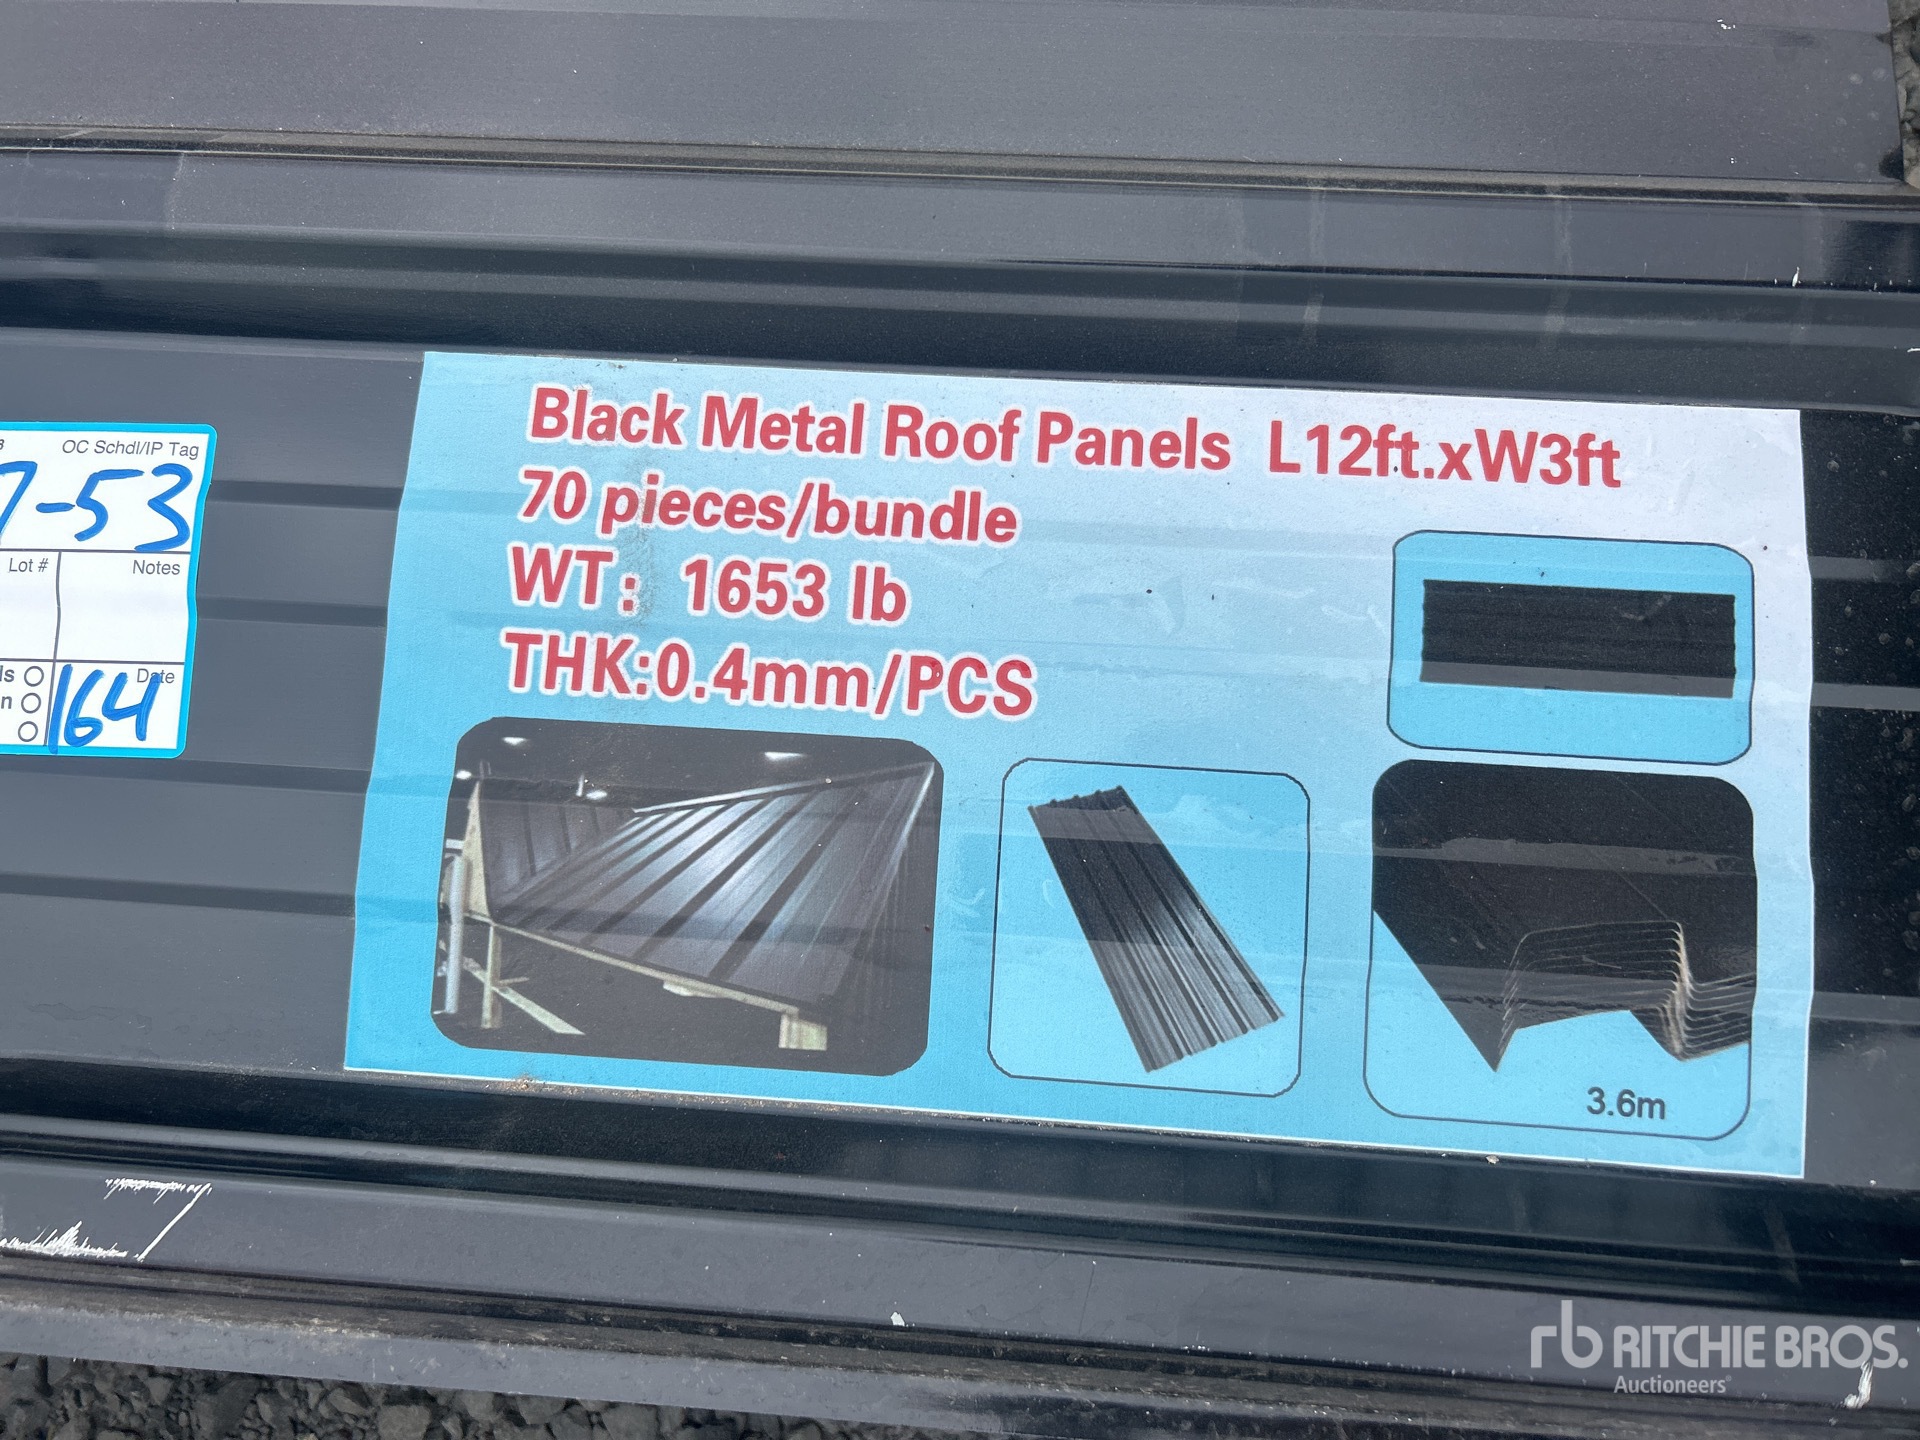 Black Metal Roof Panels L12ft.xW3ft
70 pieces/bundle
WT: 1653 lb
THK:0.4mm/PCS
3.6m
OC Schdl/IP Tag
7-53
Lot #
Notes
Date
164
rb RITCHIE BROS.
Auctioneers